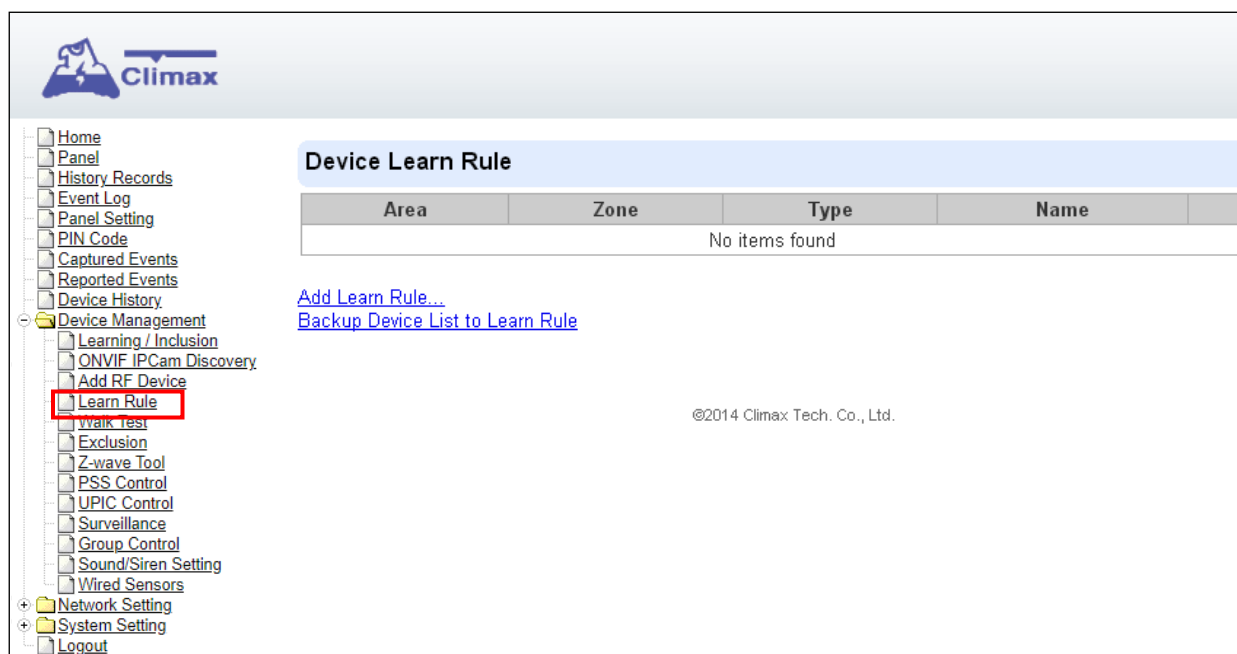 Climax
Home
Panel
History Records
Event Log
Panel Setting
PIN Code
Captured Events
Reported Events
Device History
Device Management
Learning / Inclusion
ONVIF IPCam Discovery
Add RF Device
Learn Rule
Walk Test
Exclusion
Z-wave Tool
PSS Control
UPIC Control
Surveillance
Group Control
Sound/Siren Setting
Wired Sensors
Network Setting
System Setting
Logout
Device Learn Rule
Area Zone Type Name
No items found
Add Learn Rule...
Backup Device List to Learn Rule
©2014 Climax Tech. Co., Ltd.